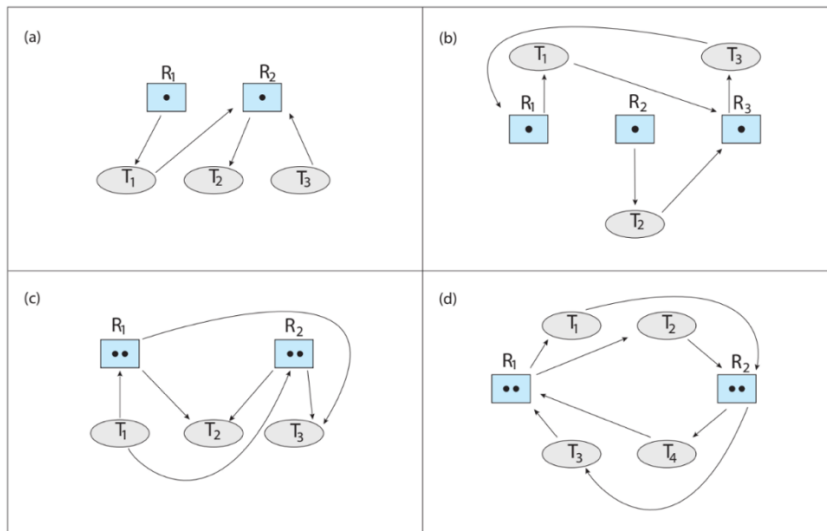 (a)
R1 R2
T1 T2 T3
(b)
T1 T3
R1 R2 R3
T2
(c)
R1 R2
T1 T2 T3
(d)
T1 T2
R1 R2
T3 T4